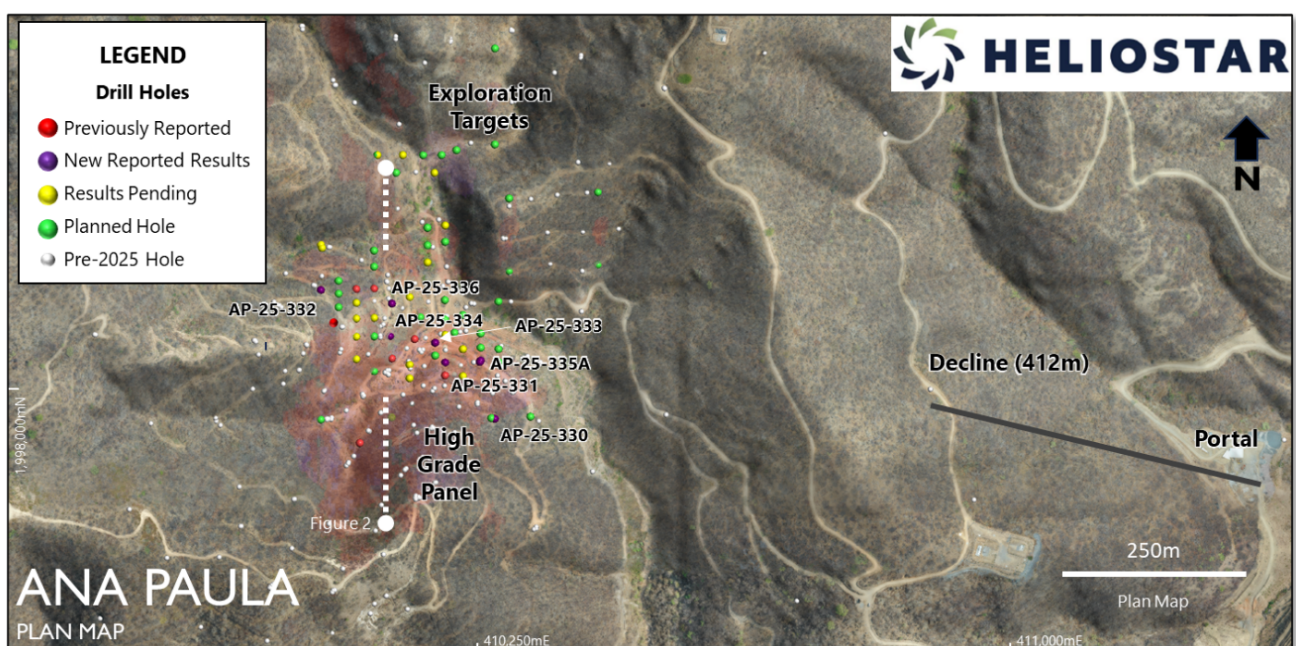 LEGEND
Drill Holes
Previously Reported
New Reported Results
Results Pending
Planned Hole
Pre-2025 Hole
HELIOSTAR
N
Exploration
Targets
AP-25-336
AP-25-332
AP-25-334
AP-25-333
AP-25-335A
AP-25-331
AP-25-330
High
Grade
Panel
Decline (412m)
Portal
1,998,000mN
Figure 2
250m
Plan Map
ANA PAULA
PLAN MAP
410,250mE
411,000mE